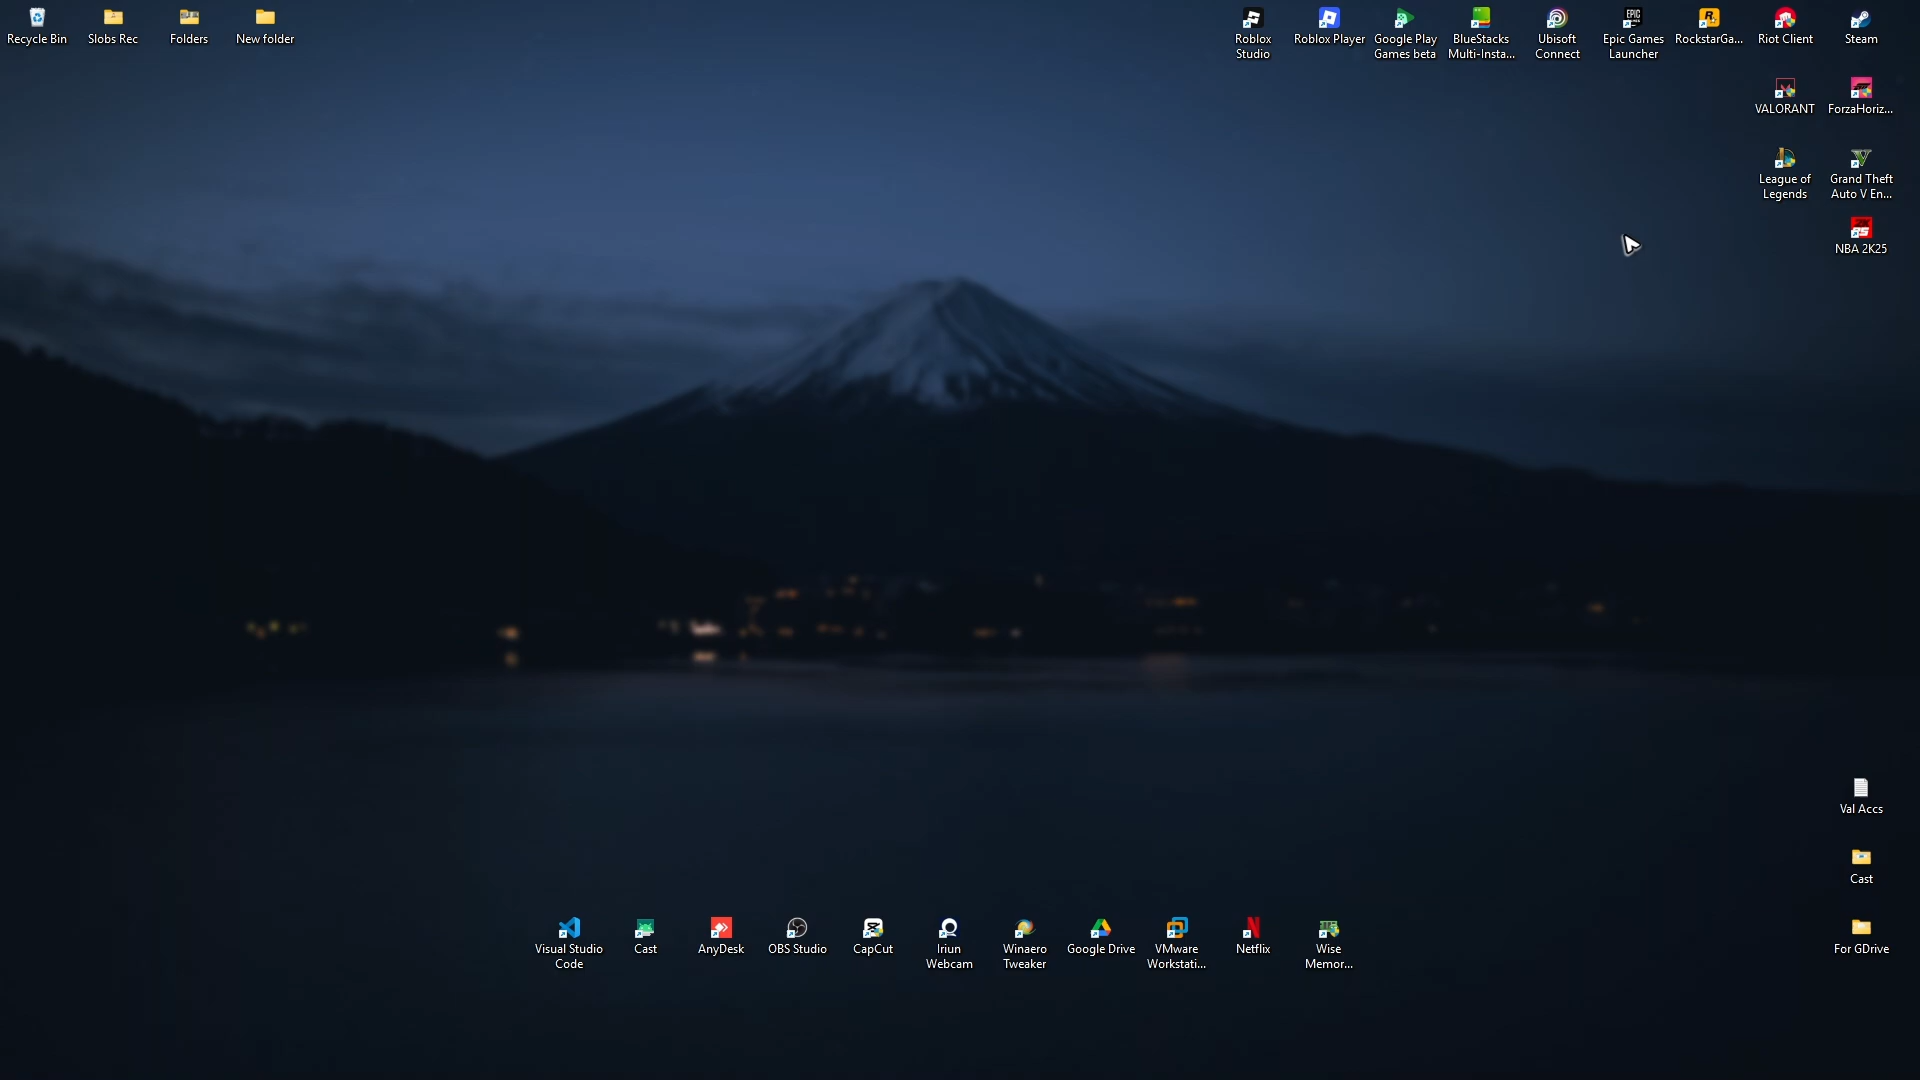 Recycle Bin
Slobs Rec
Folders
New folder
Roblox
Studio
Roblox Player
Google Play
Games beta
BlueStacks
Multi-Insta...
Ubisoft
Connect
EPIC
GAMES
Epic Games
Launcher
RockstarGa...
Riot Client
Steam
VALORANT
ForzaHoriz...
League of
Legends
Grand Theft
Auto V En...
NBA 2K25
Val Accs
Cast
For GDrive
Visual Studio
Code
Cast
AnyDesk
OBS Studio
CapCut
Iriun
Webcam
Winaero
Tweaker
Google Drive
VMware
Workstati...
Netflix
Wise
Memor...